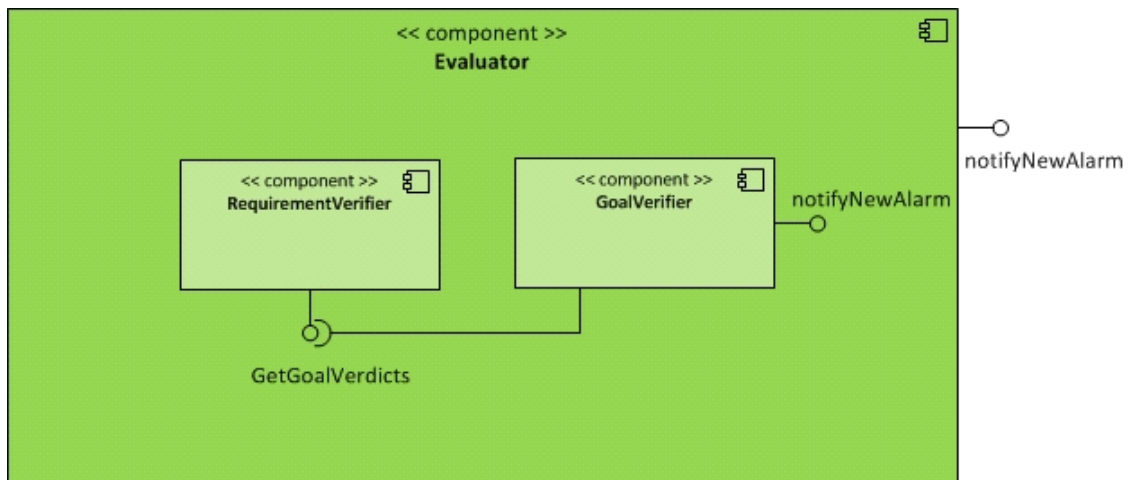 << component >>
Evaluator
notifyNewAlarm
<< component >>
RequirementVerifier
<< component >>
GoalVerifier
notifyNewAlarm
GetGoalVerdicts